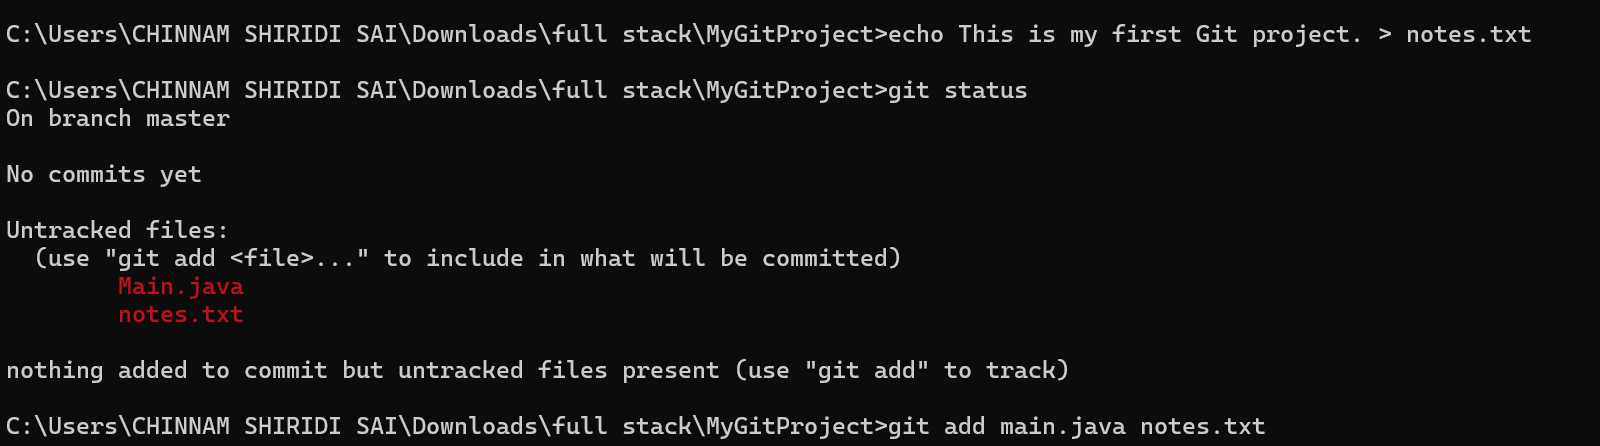 C:\Users\CHINNAM SHIRIDI SAI\Downloads\full stack\MyGitProject>echo This is my first Git project. > notes.txt
C:\Users\CHINNAM SHIRIDI SAI\Downloads\full stack\MyGitProject>git status
On branch master
No commits yet
Untracked files:
(use "git add <file>..." to include in what will be committed)
Main.java
notes.txt
nothing added to commit but untracked files present (use "git add" to track)
C:\Users\CHINNAM SHIRIDI SAI\Downloads\full stack\MyGitProject>git add main.java notes.txt